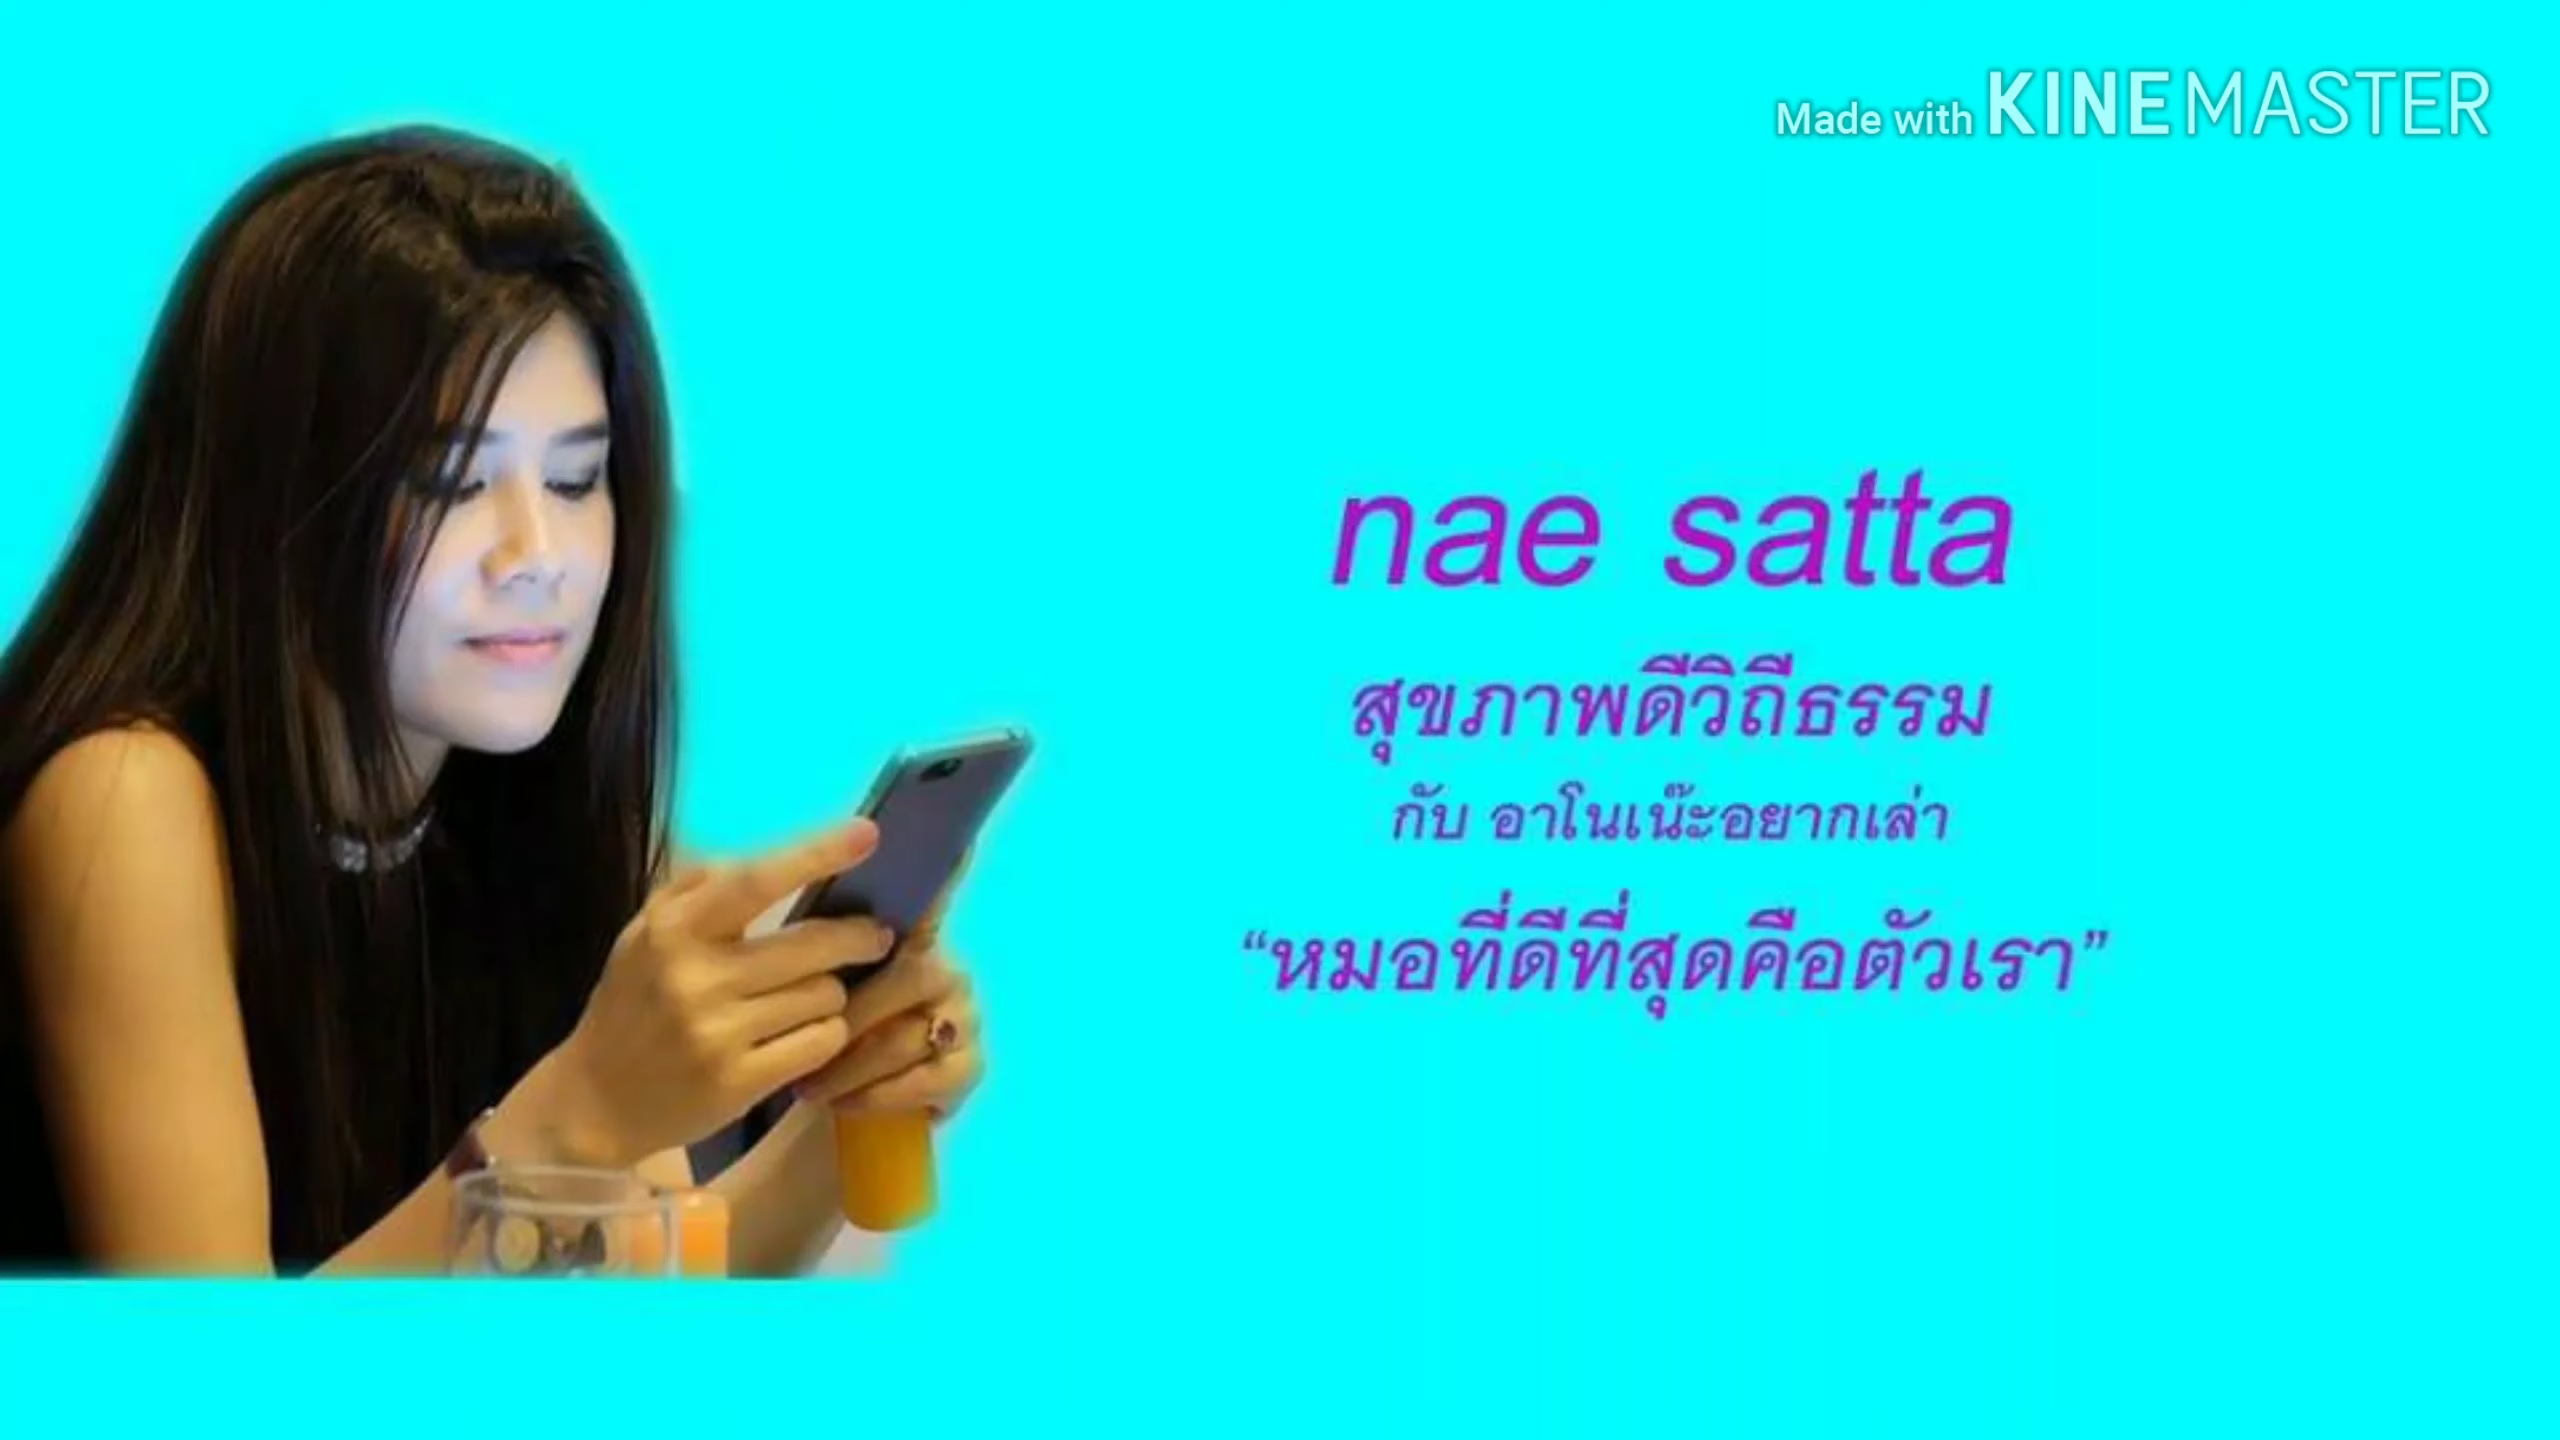 Made with KINEMASTER
nae satta
สุขภาพดีวิถีธรรม
กับ อาโนเน๊ะอยากเล่า
“หมอที่ดีที่สุดคือตัวเรา”